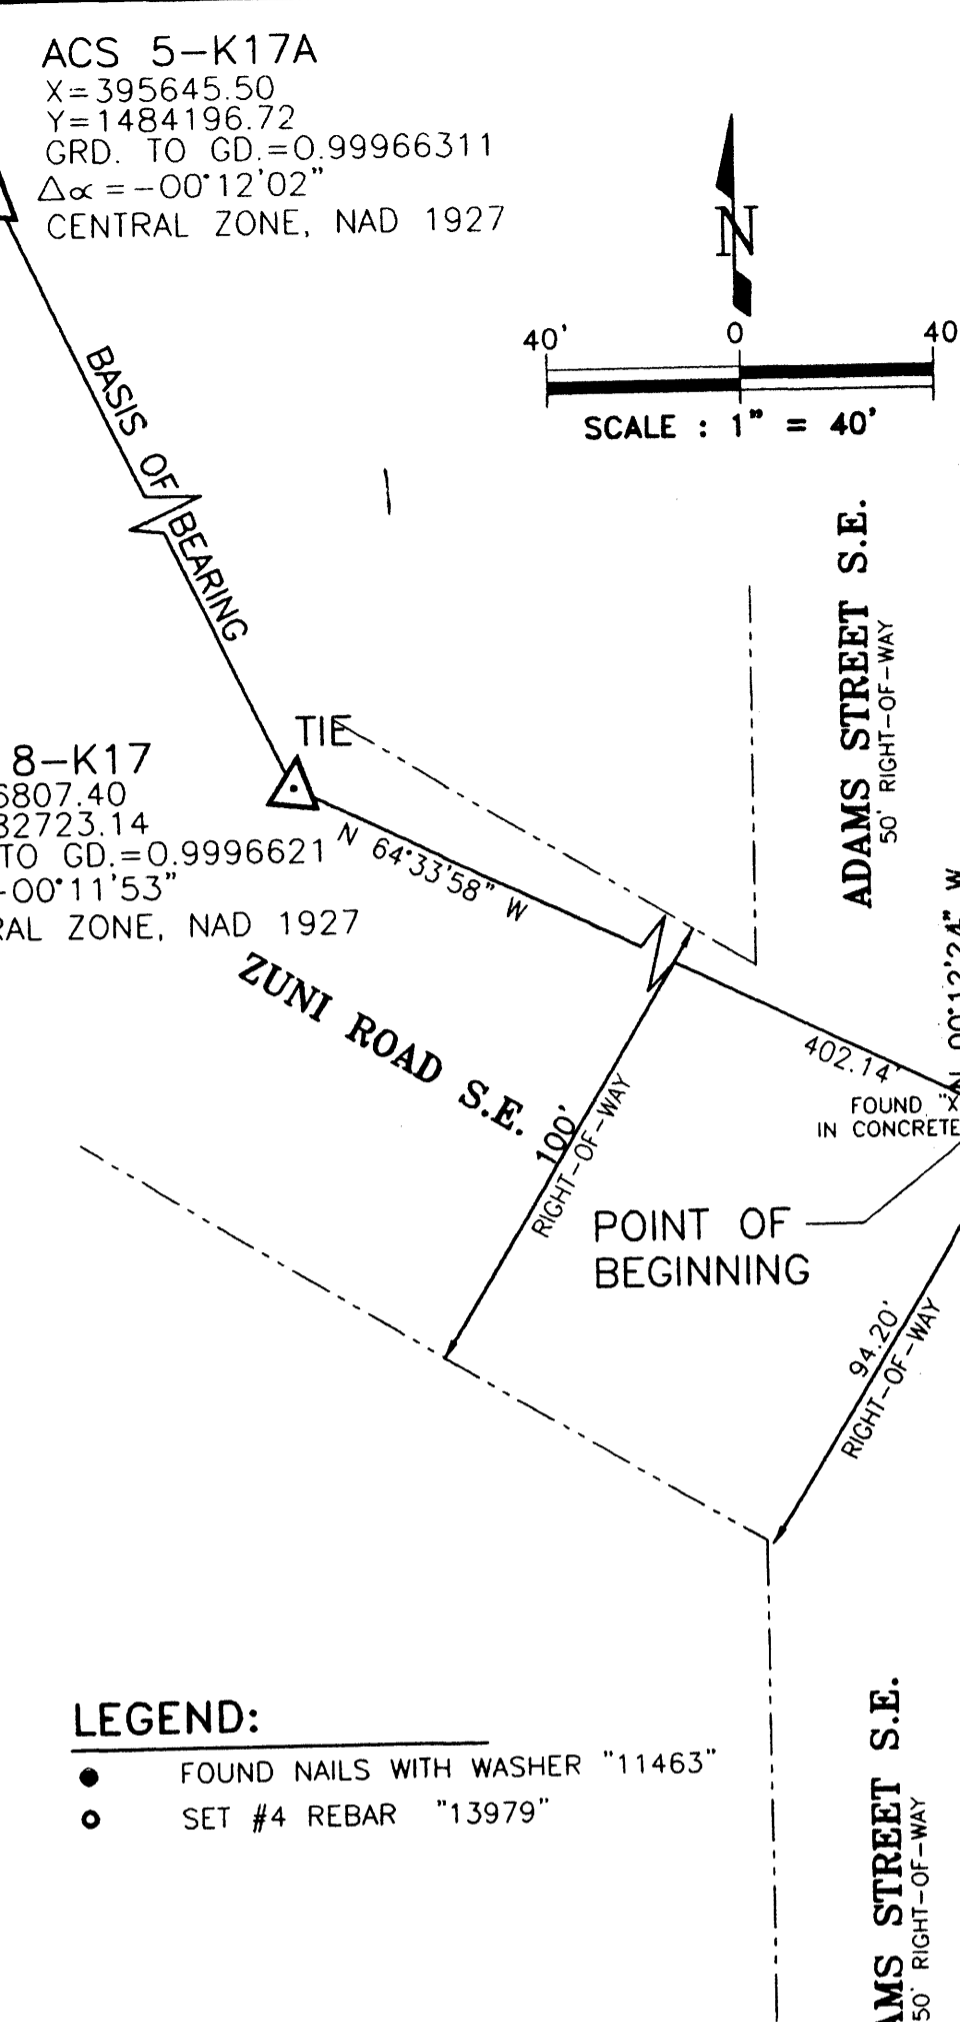 ACS 5-K17A
X=395645.50
Y=1484196.72
GRD. TO GD.=0.99966311
Δ∝=-00°12'02"
CENTRAL ZONE, NAD 1927
N
40' 0 40
SCALE : 1" = 40'
BASIS OF BEARING
ADAMS STREET S.E.
50' RIGHT-OF-WAY
TIE
8-K17
6807.40
82723.14
TO GD.=0.9996621
-00°11'53"
RAL ZONE, NAD 1927
N 64°33'58" W
00°12'24" W
ZUNI ROAD S.E.
402.14'
FOUND "X
IN CONCRETE
100'
RIGHT-OF-WAY
POINT OF
BEGINNING
94.20'
RIGHT-OF-WAY
LEGEND:
FOUND NAILS WITH WASHER "11463"
SET #4 REBAR "13979"
AMS STREET S.E.
50' RIGHT-OF-WAY